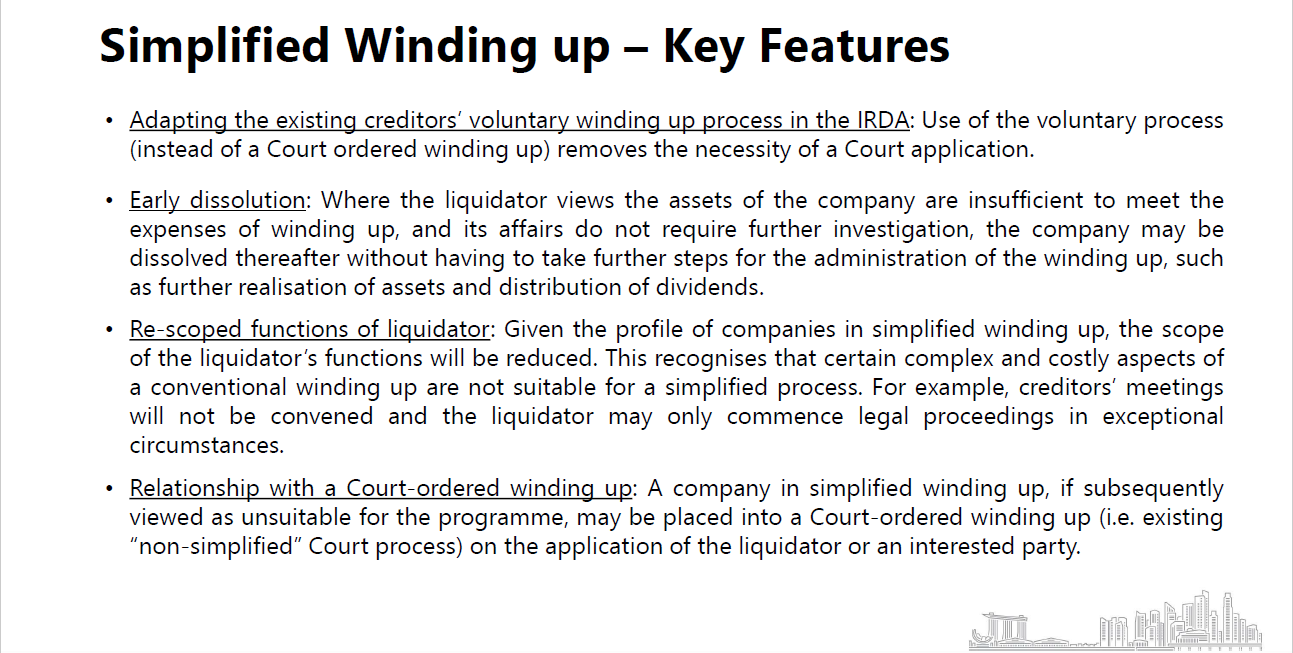 Simplified Winding up – Key Features
• Adapting the existing creditors’ voluntary winding up process in the IRDA: Use of the voluntary process
(instead of a Court ordered winding up) removes the necessity of a Court application.
• Early dissolution: Where the liquidator views the assets of the company are insufficient to meet the
expenses of winding up, and its affairs do not require further investigation, the company may be
dissolved thereafter without having to take further steps for the administration of the winding up, such
as further realisation of assets and distribution of dividends.
• Re-scoped functions of liquidator: Given the profile of companies in simplified winding up, the scope
of the liquidator’s functions will be reduced. This recognises that certain complex and costly aspects of
a conventional winding up are not suitable for a simplified process. For example, creditors’ meetings
will not be convened and the liquidator may only commence legal proceedings in exceptional
circumstances.
• Relationship with a Court-ordered winding up: A company in simplified winding up, if subsequently
viewed as unsuitable for the programme, may be placed into a Court-ordered winding up (i.e. existing
“non-simplified” Court process) on the application of the liquidator or an interested party.